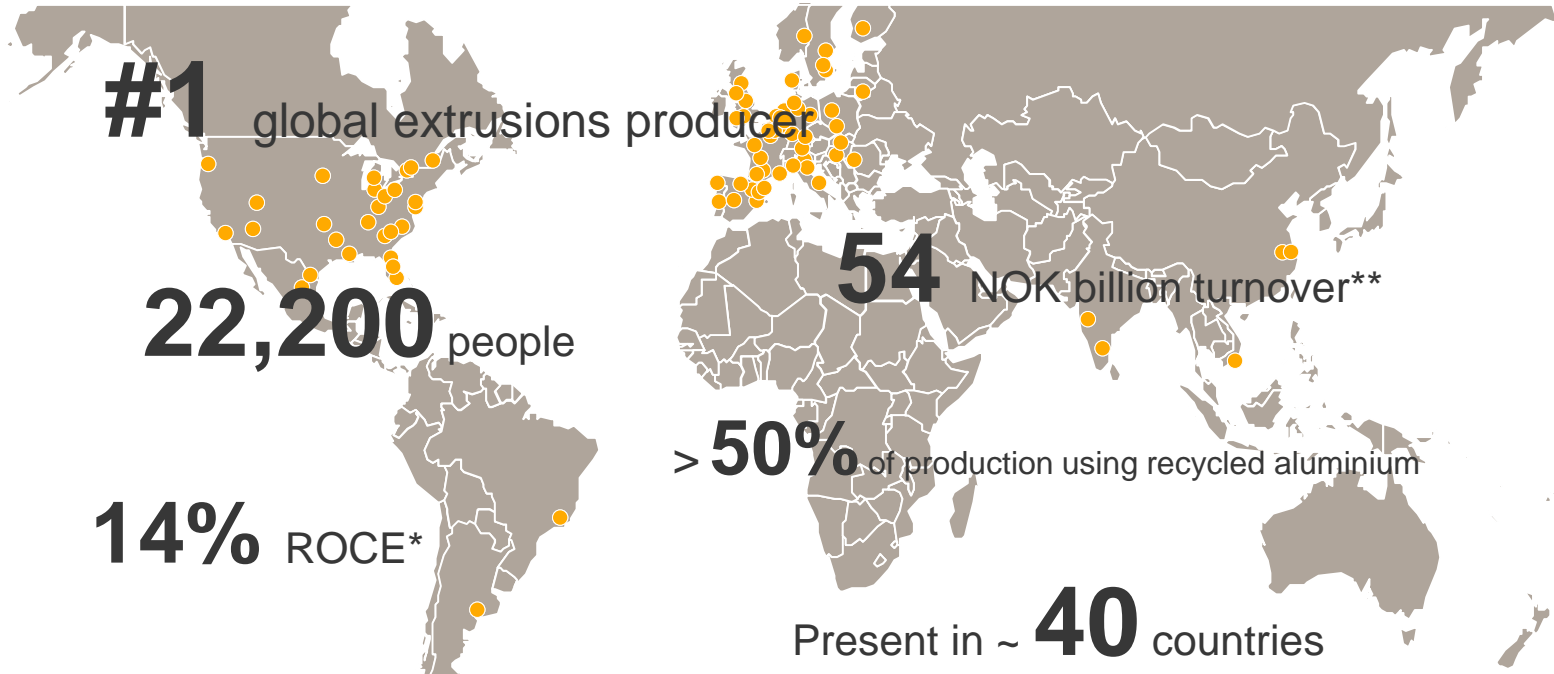 #1 global extrusions producer
54 NOK billion turnover**
22,200 people
> 50% of production using recycled aluminium
14% ROCE*
Present in ~ 40 countries